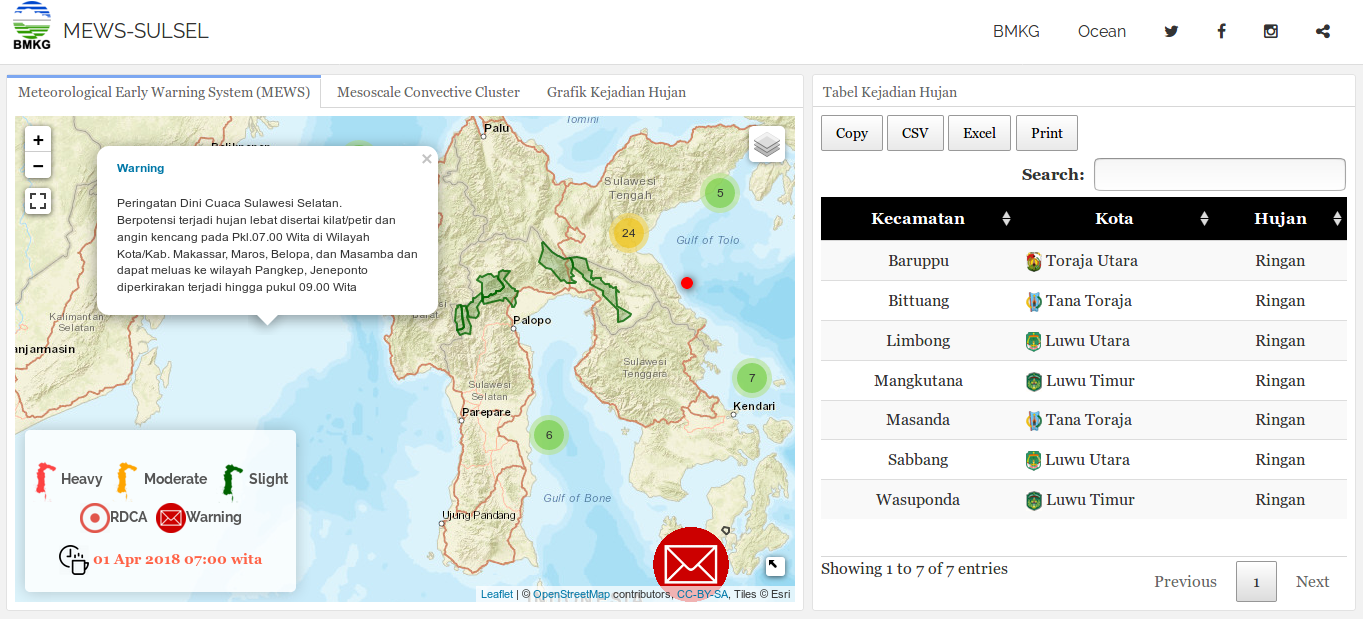 BMKG
MEWS-SULSEL
BMKG
Ocean
Meteorological Early Warning System (MEWS)
Mesoscale Convective Cluster
Grafik Kejadian Hujan
+
−
Palu
Tomini
Warning
×
Peringatan Dini Cuaca Sulawesi Selatan.
Berpotensi terjadi hujan lebat disertai kilat/petir dan
angin kencang pada Pkl.07.00 Wita di Wilayah
Kota/Kab. Makassar, Maros, Belopa, dan Masamba dan
dapat meluas ke wilayah Pangkep, Jeneponto
diperkirakan terjadi hingga pukul 09.00 Wita
Sulawesi
Tengah
5
24
Gulf of Tolo
Kalimantan
Selatan
anjarmasin
Palopo
Sulawesi
Tenggara
Sulawesi
Selatan
7
Kendari
Parepare
6
Gulf of Bone
Ujung Pandang
Heavy
Moderate
Slight
RDCA
Warning
01 Apr 2018 07:00 wita
Leaflet | © OpenStreetMap contributors, CC-BY-SA, Tiles © Esri
Tabel Kejadian Hujan
Copy
CSV
Excel
Print
Search:
Kecamatan Kota Hujan
Baruppu Toraja Utara Ringan
Bittuang Tana Toraja Ringan
Limbong Luwu Utara Ringan
Mangkutana Luwu Timur Ringan
Masanda Tana Toraja Ringan
Sabbang Luwu Utara Ringan
Wasuponda Luwu Timur Ringan
Showing 1 to 7 of 7 entries
Previous 1 Next